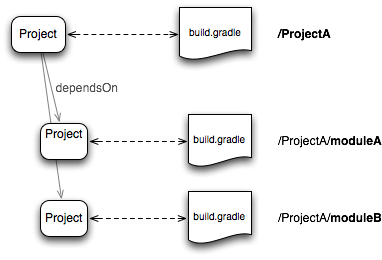 Project
build.gradle
/ProjectA
dependsOn
Project
build.gradle
/ProjectA/moduleA
Project
build.gradle
/ProjectA/moduleB